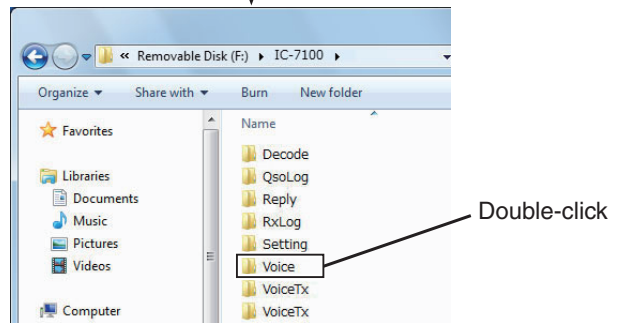 « Removable Disk (F:) ▸ IC-7100 ▸
Organize ▼ Share with ▼ Burn New folder
Favorites
Libraries
Documents
Music
Pictures
Videos
Computer
Name
Decode
QsoLog
Reply
RxLog
Setting
Voice
VoiceTx
VoiceTx
Double-click